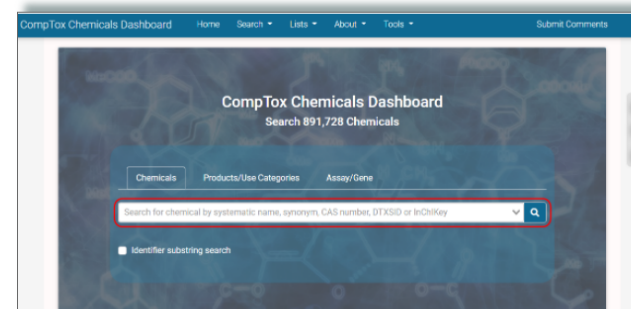 CompTox Chemicals Dashboard Home Search Lists About Tools Submit Comments
CompTox Chemicals Dashboard
Search 891,728 Chemicals
Chemicals Products/Use Categories Assay/Gene
Search for chemical by systematic name, synonym, CAS number, DTXSID or InChIKey
Identifier substring search